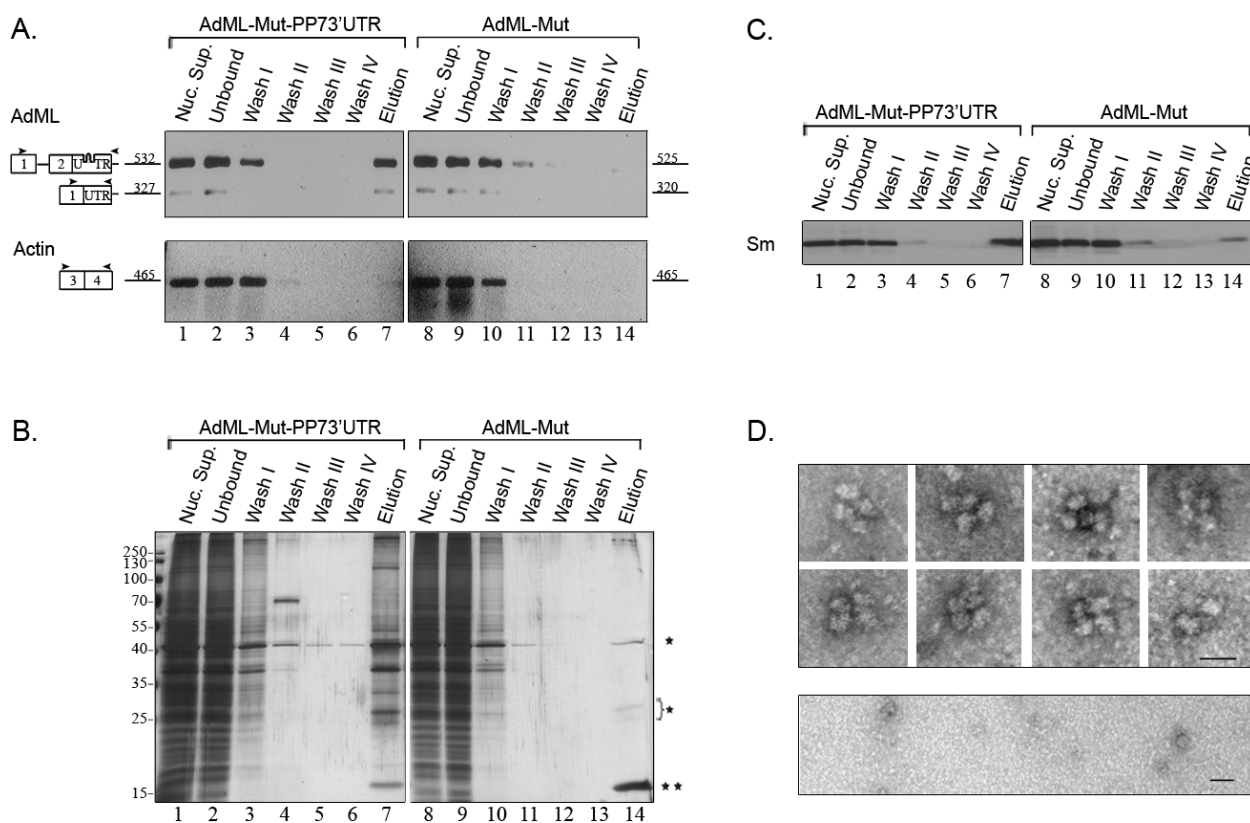 A.
AdML-Mut-PP73'UTR AdML-Mut
Nuc. Sup. Unbound Wash I Wash II Wash III Wash IV Elution Nuc. Sup. Unbound Wash I Wash II Wash III Wash IV Elution
AdML
1 2 U TR 532 525
1 UTR 327 320
Actin
3 4 465 465
1 2 3 4 5 6 7 8 9 10 11 12 13 14
B.
AdML-Mut-PP73'UTR AdML-Mut
Nuc. Sup. Unbound Wash I Wash II Wash III Wash IV Elution Nuc. Sup. Unbound Wash I Wash II Wash III Wash IV Elution
250-
130-
100-
70-
55-
40- ★
35-
25- }★
15- ★★
1 2 3 4 5 6 7 8 9 10 11 12 13 14
C.
AdML-Mut-PP73'UTR AdML-Mut
Nuc. Sup. Unbound Wash I Wash II Wash III Wash IV Elution Nuc. Sup. Unbound Wash I Wash II Wash III Wash IV Elution
Sm
1 2 3 4 5 6 7 8 9 10 11 12 13 14
D.